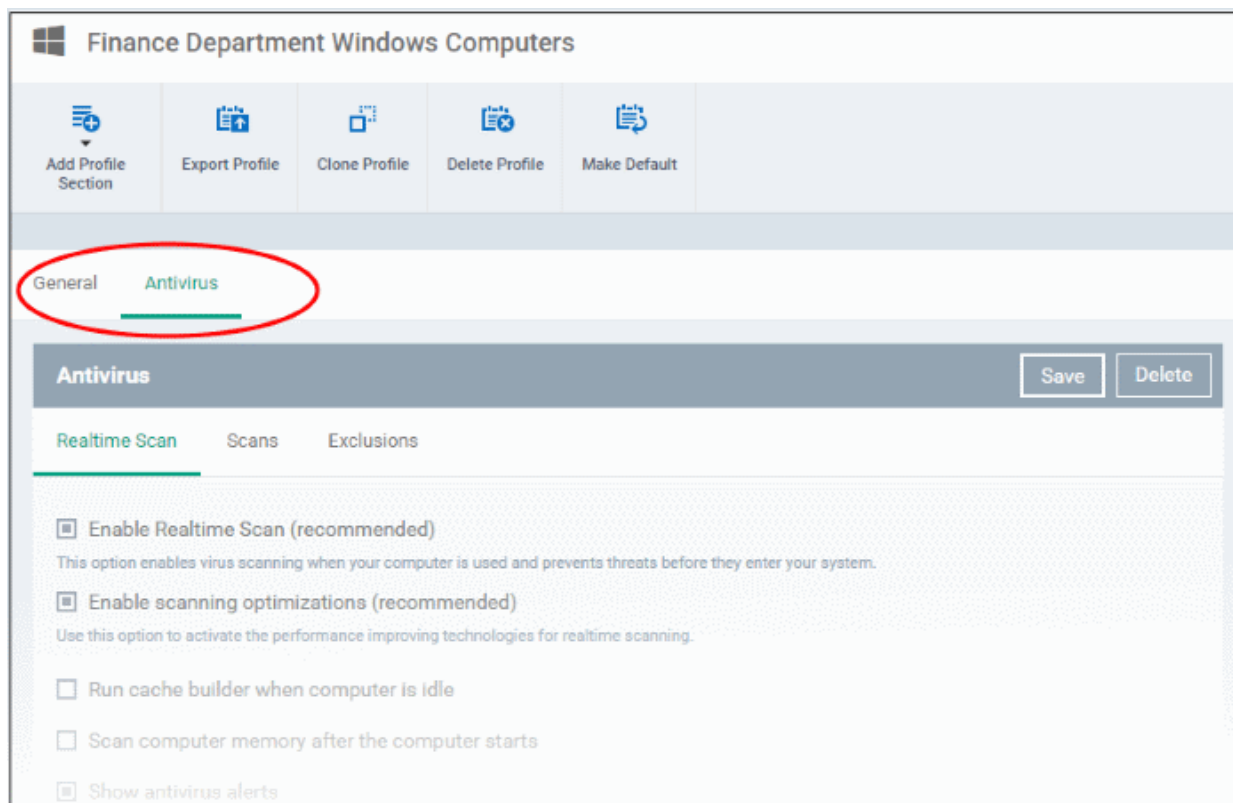 Finance Department Windows Computers
Add Profile Section
Export Profile
Clone Profile
Delete Profile
Make Default
General
Antivirus
Antivirus
Save
Delete
Realtime Scan
Scans
Exclusions
Enable Realtime Scan (recommended)
This option enables virus scanning when your computer is used and prevents threats before they enter your system.
Enable scanning optimizations (recommended)
Use this option to activate the performance improving technologies for realtime scanning.
Run cache builder when computer is idle
Scan computer memory after the computer starts
Show antivirus alerts